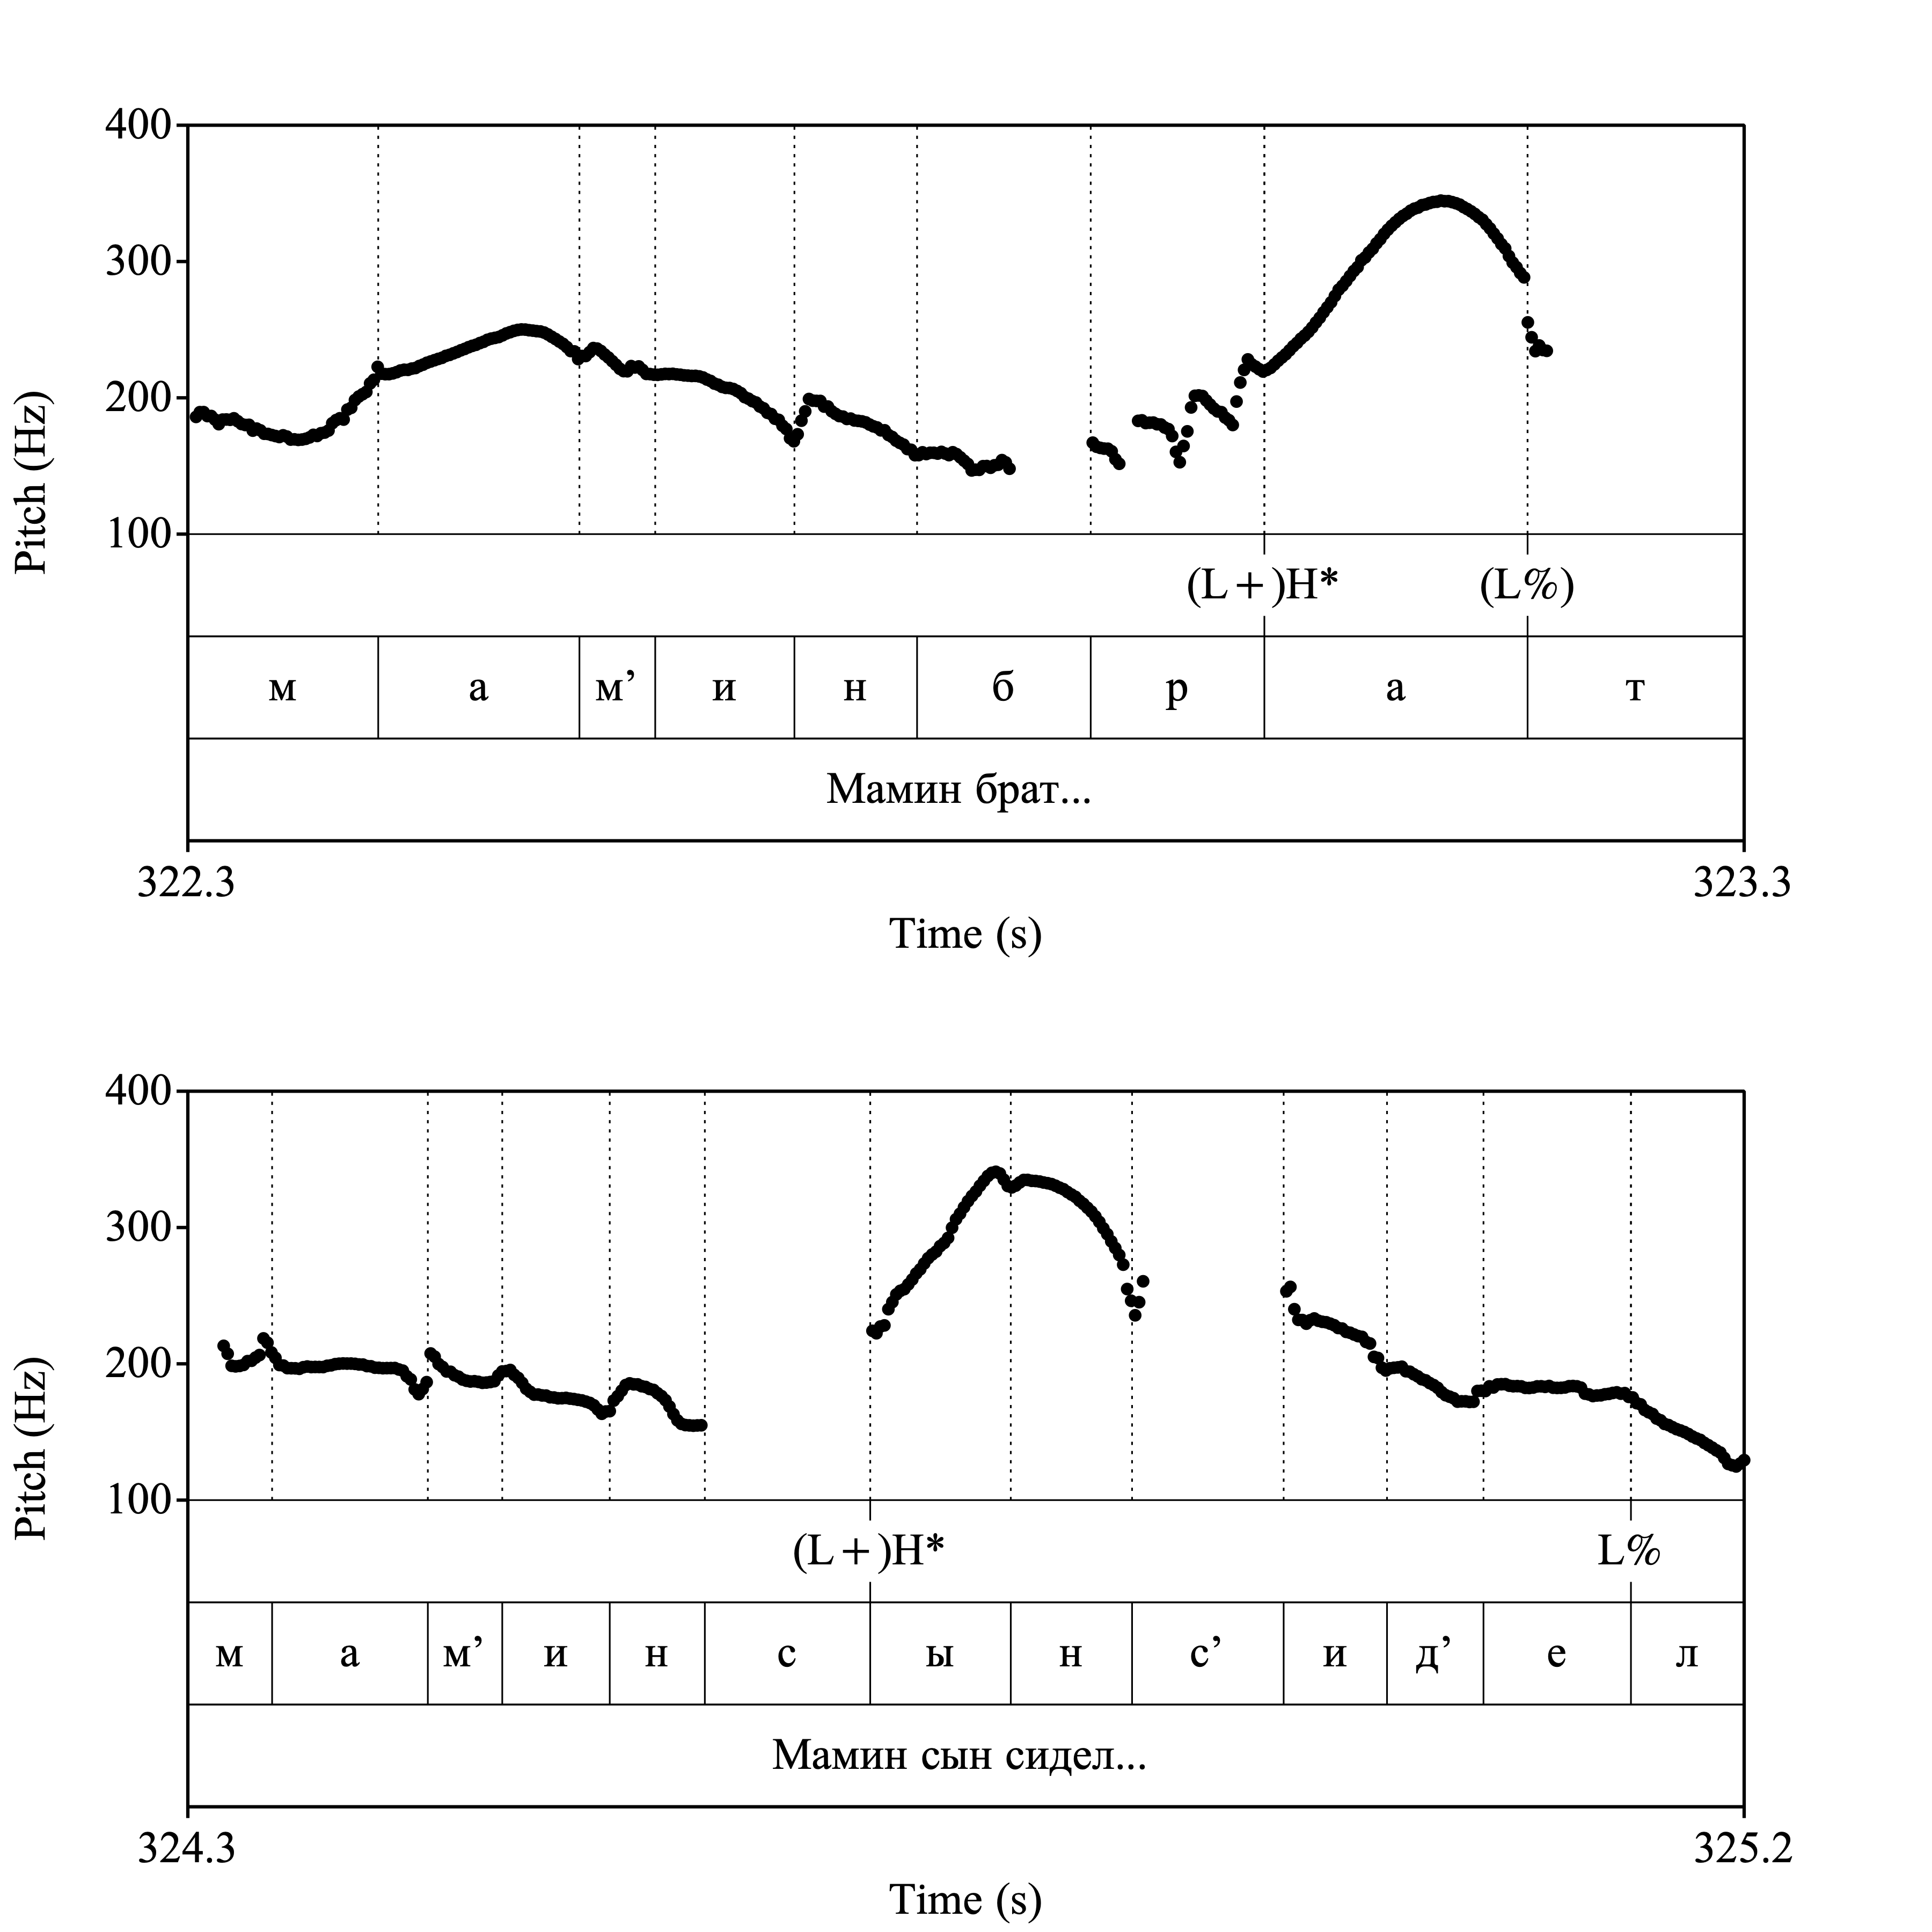 400
300
200
100
Pitch (Hz)
(L+)H* (L%)
м а м’ и н б р а т
Мамин брат...
322.3 323.3
Time (s)
400
300
200
100
Pitch (Hz)
(L+)H* L%
м а м’ и н с ы н с’ и д’ е л
Мамин сын сидел...
324.3 325.2
Time (s)